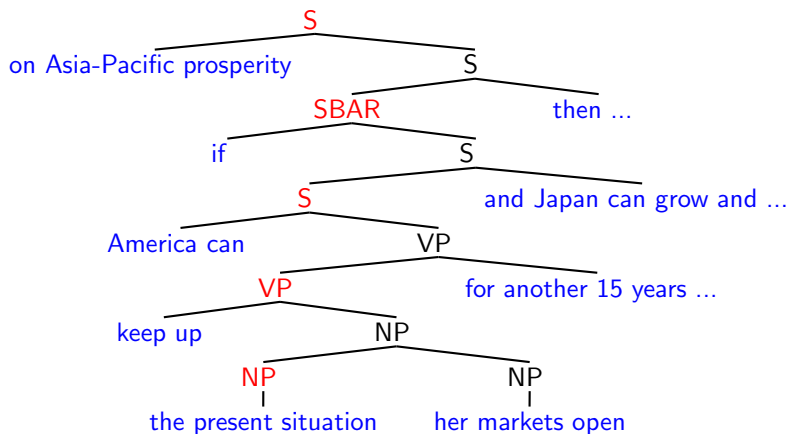 S
on Asia-Pacific prosperity S
SBAR then ...
if S
S and Japan can grow and ...
America can VP
VP for another 15 years ...
keep up NP
NP NP
the present situation her markets open